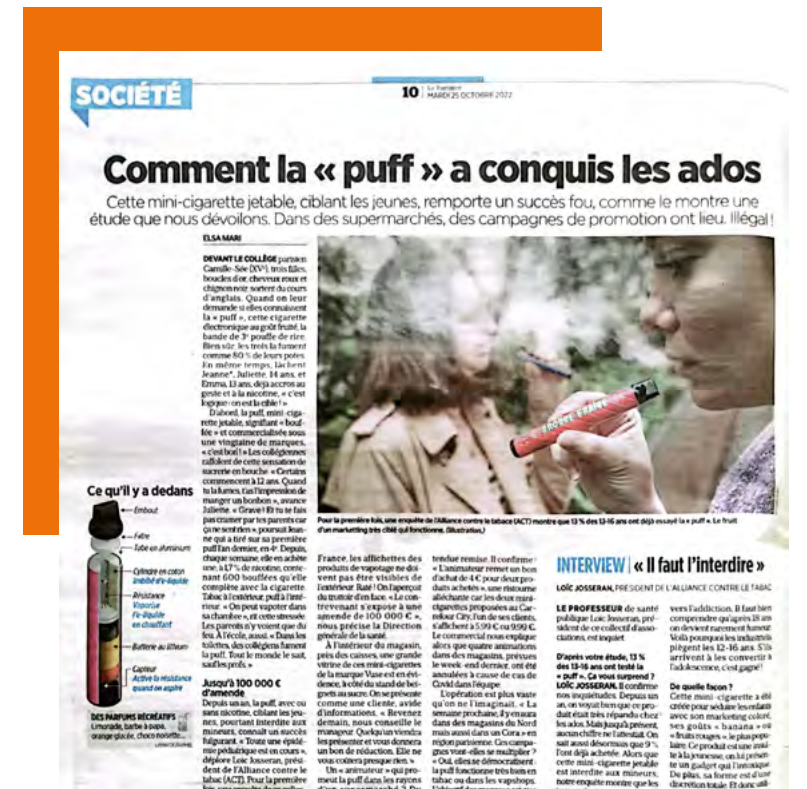 SOCIÉTÉ
10
MARDI 25 OCTOBRE 2022
Comment la « puff » a conquis les ados
Cette mini-cigarette jetable, ciblant les jeunes, remporte un succès fou, comme le montre une
étude que nous dévoilons. Dans des supermarchés, des campagnes de promotion ont lieu. Illégal !
ELSA MARI
DEVANT LE COLLÈGE parisien
Camille-Sée (XVe), trois filles,
boucles d'or, cheveux roux et
chignon noir, sortent du cours
d'anglais. Quand on leur
demande si elles connaissent
la « puff », cette cigarette
électronique au goût fruité, la
bande de 3e pouffe de rire.
Bien sûr, les trois la fument
comme 80 % de leurs potes.
En même temps, lâchent
Jeanne*, Juliette, 14 ans, et
Emma, 13 ans, déjà accros au
geste et à la nicotine, « c'est
logique : on est la cible ! »
D'abord, la puff, mini-ciga-
rette jetable, signifiant « bouf-
fée » et commercialisée sous
une vingtaine de marques,
« c'est bon ! » Les collégiennes
raffolent de cette sensation de
sucrerie en bouche. « Certains
commencent à 12 ans. Quand
tu la fumes, t'as l'impression de
manger un bonbon », avance
Juliette. « Grave ! Et tu te fais
pas cramer par tes parents car
ça ne sent rien », poursuit Jean-
ne qui a tiré sur sa première
puff l'an dernier, en 4e. Depuis,
chaque semaine, elle en achète
une, à 1,7 % de nicotine, conte-
nant 600 bouffées qu'elle
complète avec la cigarette.
Tabac à l'extérieur, puff à l'inté-
rieur. « On peut vapoter dans
sa chambre », rit cette stressée.
Les parents n'y voient que du
feu. À l'école, aussi. « Dans les
toilettes, des collégiens fument
la puff. Tout le monde le sait,
sauf les profs. »
Jusqu'à 100 000 €
d'amende
Depuis un an, la puff, avec ou
sans nicotine, ciblant les jeu-
nes, pourtant interdite aux
mineurs, connaît un succès
fulgurant. « Toute une épidé-
mie pédiatrique est en cours »,
déplore Loïc Josseran, prési-
dent de l'Alliance contre le
tabac (ACT). Pour la première
Ce qu'il y a dedans
Embout
Filtre
Tube en aluminium
Cylindre en coton
imbibé d'e-liquide
Résistance
Vaporise
l'e-liquide
en chauffant
Batterie au lithium
Capteur
Active la résistance
quand on aspire
DES PARFUMS RÉCRÉATIFS
Limonade, barbe à papa,
orange glacée, choco noisette...
Pour la première fois, une enquête de l'Alliance contre le tabac (ACT) montre que 13 % des 13-16 ans ont déjà essayé la « puff ». Le fruit
d'un marketing très ciblé qui fonctionne. (Illustration.)
France, les affichettes des
produits de vapotage ne doi-
vent pas être visibles de
l'extérieur. Raté ! On l'aperçoit
du trottoir d'en face. « Le con-
trevenant s'expose à une
amende de 100 000 € »,
nous précise la Direction
générale de la santé.
À l'intérieur du magasin,
près des caisses, une grande
vitrine de ces mini-cigarettes
de la marque Vuse est en évi-
dence, à côté du stand de bei-
gnets au sucre. On se présente
comme une cliente, avide
d'informations. « Revenez
demain, nous conseille le
manageur. Quelqu'un viendra
les présenter et vous donnera
un bon de réduction. Elle ne
vous coûtera presque rien. »
Un « animateur » qui pro-
meut la puff dans les rayons
tendue remise. Il confirme :
« L'animateur remet un bon
d'achat de 4 € pour deux pro-
duits achetés », une ristourne
alléchante car les deux mini-
cigarettes proposées au Car-
refour City, l'un de ses clients,
s'affichent à 5,99 € ou 9,99 €.
Le commercial nous explique
alors que quatre animations
dans des magasins, prévues
le week-end dernier, ont été
annulées à cause de cas de
Covid dans l'équipe.
L'opération est plus vaste
qu'on ne l'imaginait. « La
semaine prochaine, il y en aura
dans des magasins du Nord
mais aussi dans un Cora » en
région parisienne. Ces campa-
gnes vont-elles se multiplier ?
« Oui, elles se démocratisent :
la puff fonctionne très bien en
tabac ou dans les vapshops.
INTERVIEW | « Il faut l'interdire »
LOÏC JOSSERAN, PRÉSIDENT DE L'ALLIANCE CONTRE LE TABAC
LE PROFESSEUR de santé
publique Loïc Josseran, pré-
sident de ce collectif d'asso-
ciations, est inquiet.
D'après votre étude, 13 %
des 13-16 ans ont testé la
« puff ». Ça vous surprend ?
LOÏC JOSSERAN. Il confirme
nos inquiétudes. Depuis un
an, on voyait bien que ce pro-
duit était très répandu chez
les ados. Mais jusqu'à présent,
aucun chiffre ne l'attestait. On
sait aussi désormais que 9 %
l'ont déjà achetée. Alors que
cette mini-cigarette jetable
est interdite aux mineurs,
notre enquête montre que les
vers l'addiction. Il faut bien
comprendre qu'après 18 ans
on devient rarement fumeur.
Voilà pourquoi les industriels
piègent les 12-16 ans. S'ils
arrivent à les convertir à
l'adolescence, c'est gagné !
De quelle façon ?
Cette mini-cigarette a été
créée pour séduire les enfants
avec son marketing coloré,
ses goûts « banana » ou
« fruits rouges », le plus popu-
laire. Ce produit est une insul-
te à la jeunesse, on lui présen-
te un gadget qui l'intoxique.
De plus, sa forme est d'une
discrétion totale. Et donc utili-